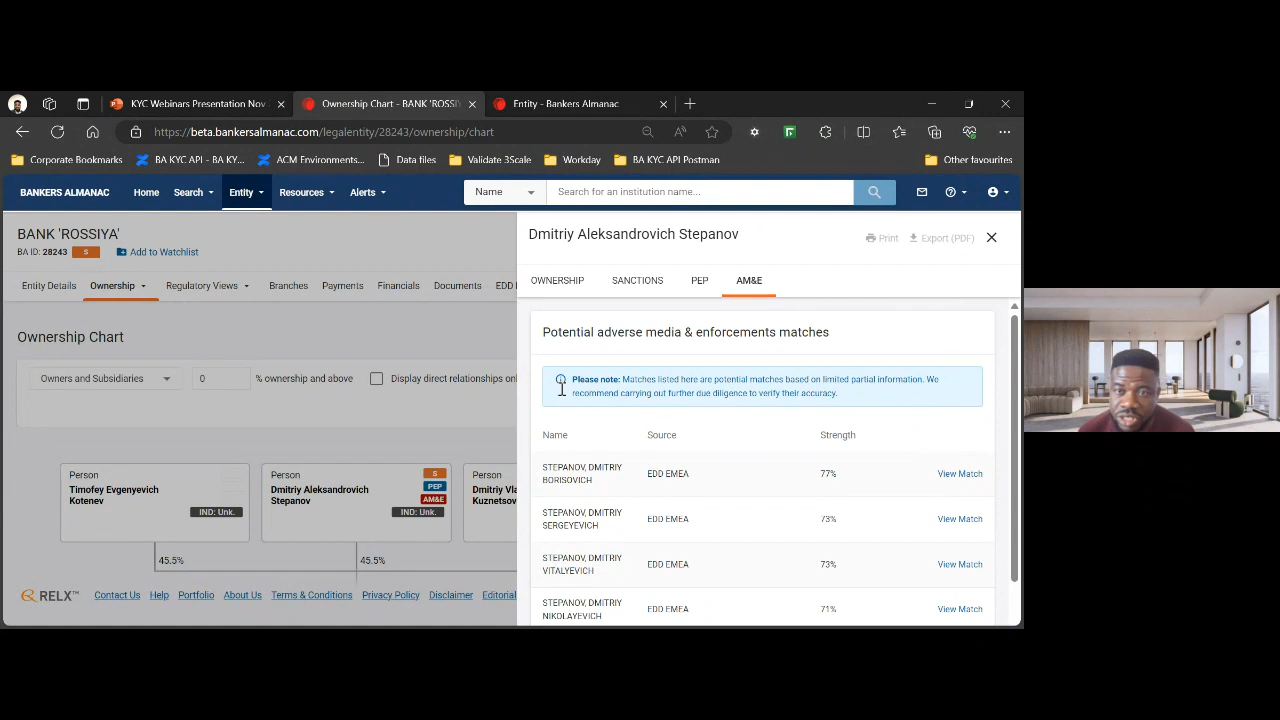 KYC Webinars Presentation Nov
Ownership Chart - BANK 'ROSSIY
Entity - Bankers Almanac
https://beta.bankersalmanac.com/legalentity/28243/ownership/chart
Corporate Bookmarks
BA KYC API - BA KY...
ACM Environments...
Data files
Validate 3Scale
Workday
BA KYC API Postman
Other favourites
BANKERS ALMANAC
Home
Search
Entity
Resources
Alerts
Name
Search for an institution name...
BANK 'ROSSIYA'
BA ID: 28243 S
Add to Watchlist
Entity Details
Ownership
Regulatory Views
Branches
Payments
Financials
Documents
EDD
Ownership Chart
Owners and Subsidiaries
0
% ownership and above
Display direct relationships onl
Person
Timofey Evgenyevich
Kotenev
IND: Unk.
Person
Dmitriy Aleksandrovich
Stepanov
S
PEP
AM&E
IND: Unk.
Person
Dmitriy Vla
Kuznetsov
45.5%
45.5%
RELX™
Contact Us
Help
Portfolio
About Us
Terms & Conditions
Privacy Policy
Disclaimer
Editorial
Dmitriy Aleksandrovich Stepanov
Print
Export (PDF)
OWNERSHIP
SANCTIONS
PEP
AM&E
Potential adverse media & enforcements matches
Please note: Matches listed here are potential matches based on limited partial information. We
recommend carrying out further due diligence to verify their accuracy.
Name Source Strength
STEPANOV, DMITRIY
BORISOVICH
EDD EMEA
77%
View Match
STEPANOV, DMITRIY
SERGEYEVICH
EDD EMEA
73%
View Match
STEPANOV, DMITRIY
VITALYEVICH
EDD EMEA
73%
View Match
STEPANOV, DMITRIY
NIKOLAYEVICH
EDD EMEA
71%
View Match